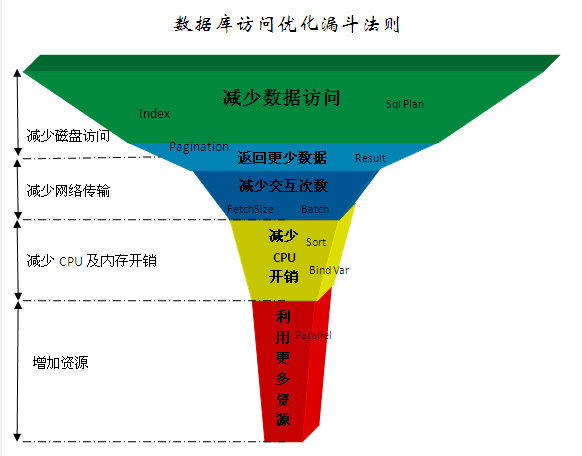 数据库访问优化漏斗法则
减少数据访问
Index
Sql Plan
减少磁盘访问
Pagination
返回更少数据
Result
减少网络传输
减少交互次数
FetchSize
Batch
减少 CPU 及内存开销
减少
CPU
开销
Sort
Bind Var
增加资源
利
用
更
多
资
源
Parallel